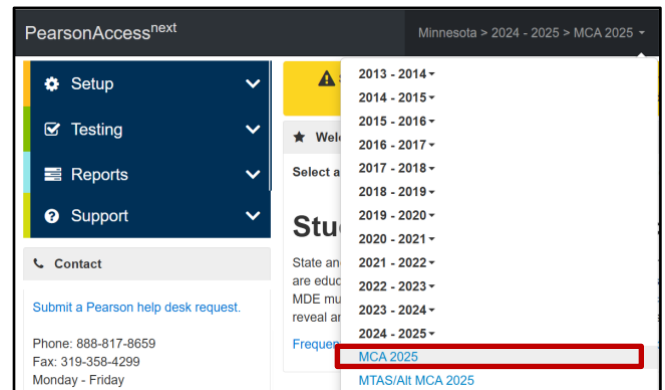 PearsonAccessnext
Minnesota > 2024 - 2025 > MCA 2025
Setup
Testing
Reports
Support
Contact
Submit a Pearson help desk request.
Phone: 888-817-8659
Fax: 319-358-4299
Monday - Friday
Select a
State an
are educ
MDE mu
reveal ar
2013 - 2014
2014 - 2015
2015 - 2016
2016 - 2017
2017 - 2018
2018 - 2019
2019 - 2020
2020 - 2021
2021 - 2022
2022 - 2023
2023 - 2024
2024 - 2025
MCA 2025
MTAS/Alt MCA 2025